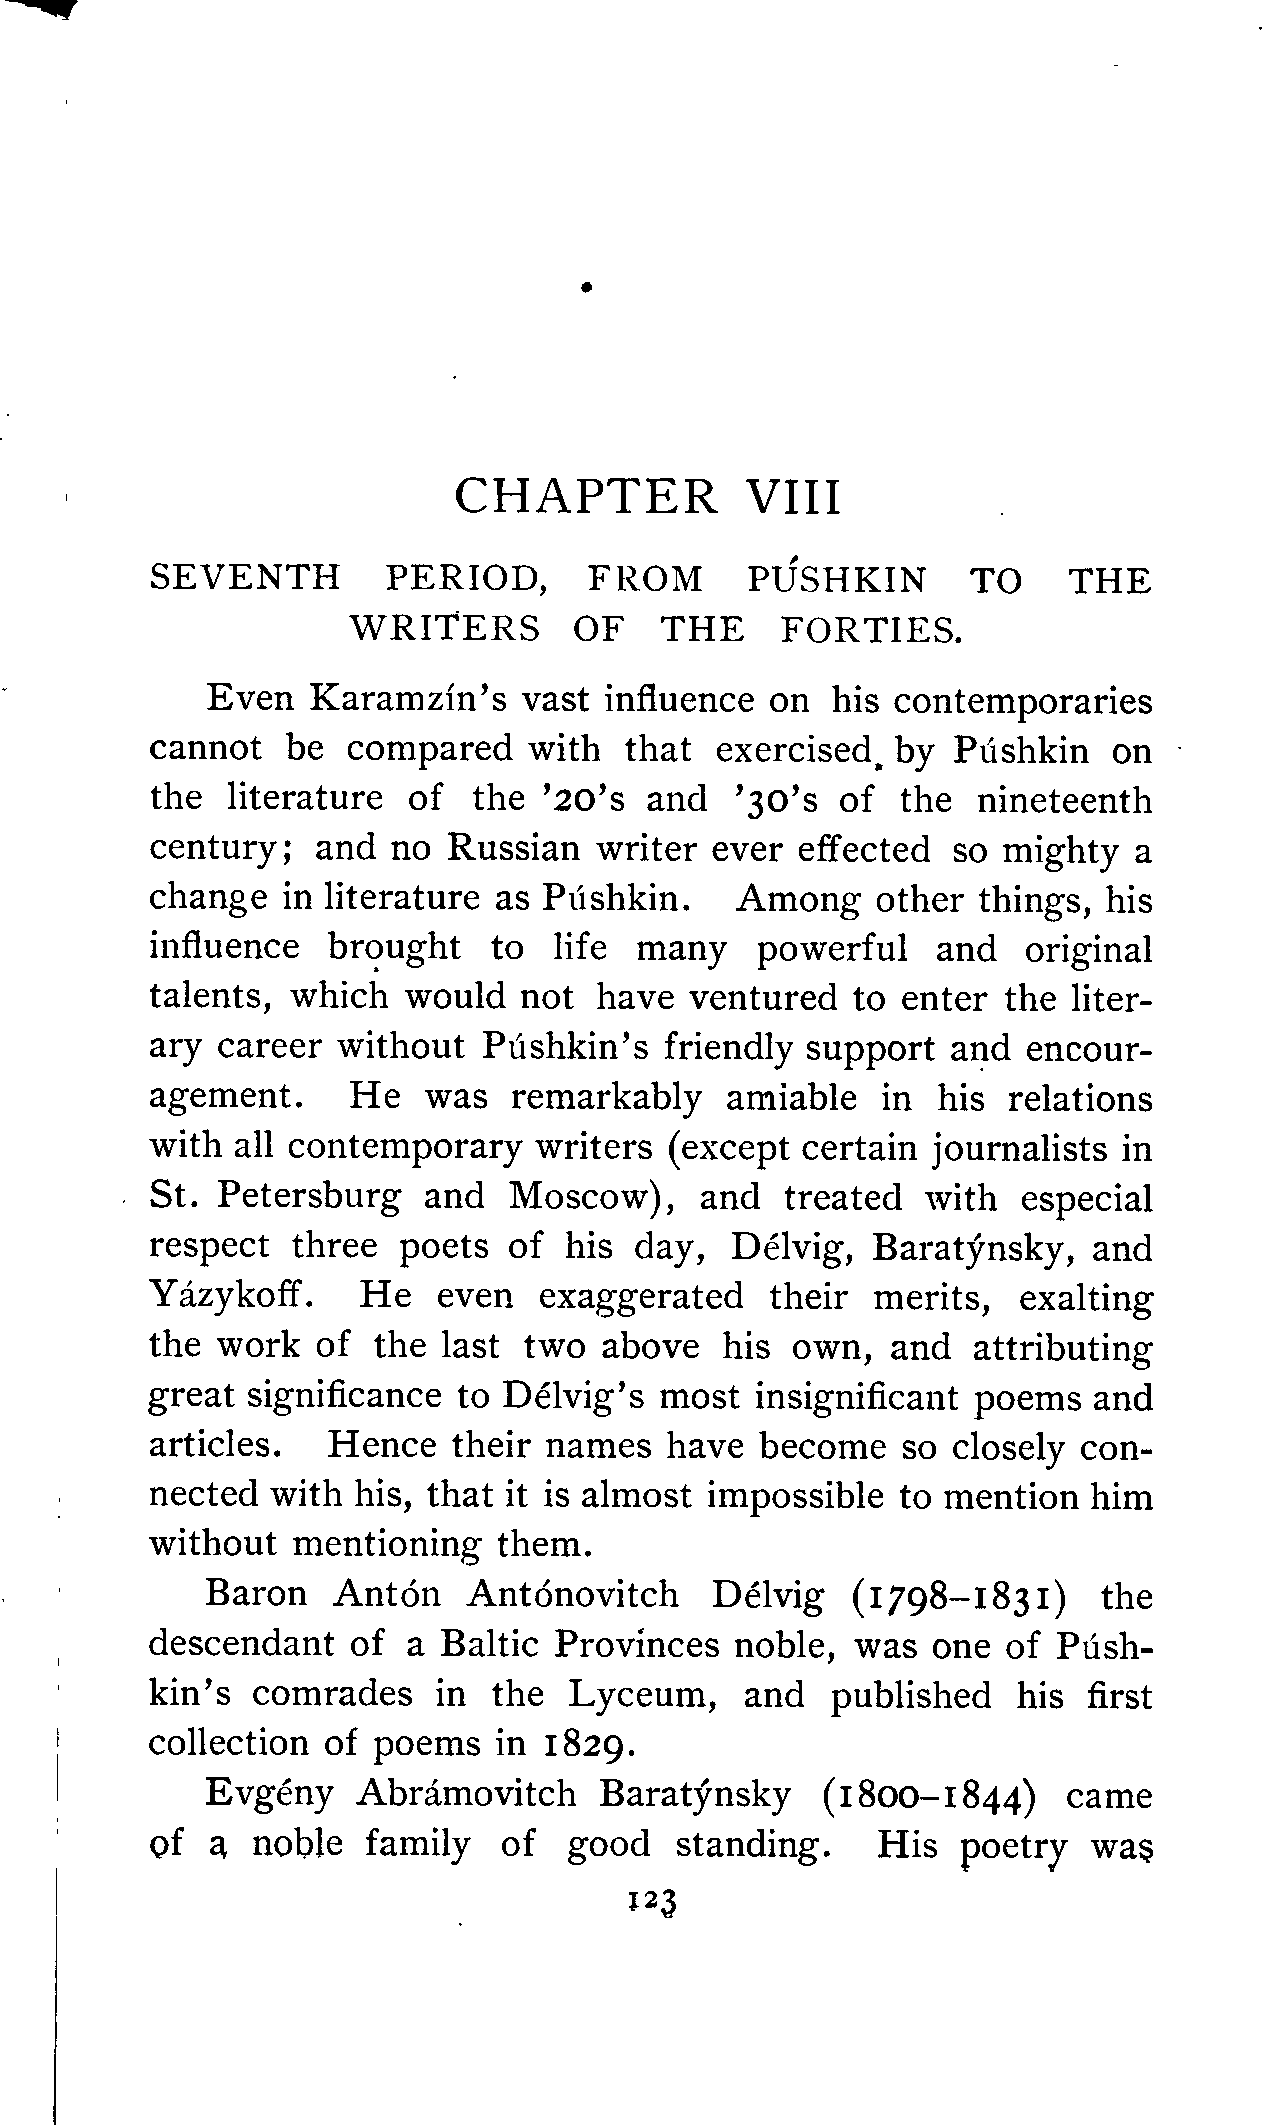 CHAPTER VIII
SEVENTH PERIOD, FROM PÚSHKIN TO THE
WRITERS OF THE FORTIES.
Even Karamzín's vast influence on his contemporaries
cannot be compared with that exercised by Púshkin on
the literature of the '20's and '30's of the nineteenth
century; and no Russian writer ever effected so mighty a
change in literature as Púshkin. Among other things, his
influence brought to life many powerful and original
talents, which would not have ventured to enter the liter-
ary career without Púshkin's friendly support and encour-
agement. He was remarkably amiable in his relations
with all contemporary writers (except certain journalists in
St. Petersburg and Moscow), and treated with especial
respect three poets of his day, Délvig, Baratýnsky, and
Yázykoff. He even exaggerated their merits, exalting
the work of the last two above his own, and attributing
great significance to Délvig's most insignificant poems and
articles. Hence their names have become so closely con-
nected with his, that it is almost impossible to mention him
without mentioning them.
Baron Antón Antónovitch Délvig (1798–1831) the
descendant of a Baltic Provinces noble, was one of Púsh-
kin's comrades in the Lyceum, and published his first
collection of poems in 1829.
Evgény Abrámovitch Baratýnsky (1800–1844) came
of a noble family of good standing. His poetry was
123